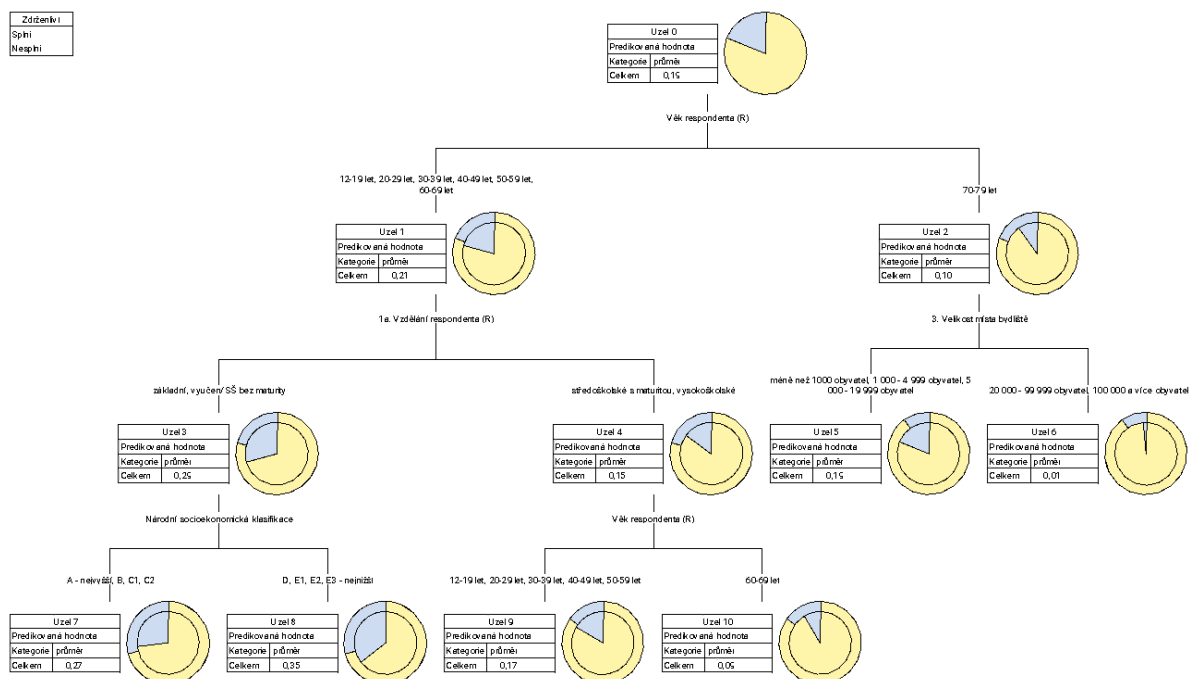 Zdrženliví
Splní
Nesplní
Uzel 0
Predikovaná hodnota
Kategorie průměr
Celkem 0,19
Věk respondenta (R)
12-19 let, 20-29 let, 30-39 let, 40-49 let, 50-59 let,
60-69 let
70-79 let
Uzel 1
Predikovaná hodnota
Kategorie průměr
Celkem 0,21
Uzel 2
Predikovaná hodnota
Kategorie průměr
Celkem 0,10
1a. Vzdělání respondenta (R)
3. Velikost místa bydliště
základní, vyučen/ SŠ bez maturity
středoškolské s maturitou, vysokoškolské
méně než 1000 obyvatel, 1 000 - 4 999 obyvatel, 5
000 - 19 999 obyvatel
20 000 - 99 999 obyvatel, 100 000 a více obyvatel
Uzel 3
Predikovaná hodnota
Kategorie průměr
Celkem 0,29
Uzel 4
Predikovaná hodnota
Kategorie průměr
Celkem 0,15
Uzel 5
Predikovaná hodnota
Kategorie průměr
Celkem 0,19
Uzel 6
Predikovaná hodnota
Kategorie průměr
Celkem 0,01
Národní socioekonomická klasifikace
Věk respondenta (R)
A - nejvyšší, B, C1, C2
D, E1, E2, E3 - nejnižší
12-19 let, 20-29 let, 30-39 let, 40-49 let, 50-59 let
60-69 let
Uzel 7
Predikovaná hodnota
Kategorie průměr
Celkem 0,27
Uzel 8
Predikovaná hodnota
Kategorie průměr
Celkem 0,35
Uzel 9
Predikovaná hodnota
Kategorie průměr
Celkem 0,17
Uzel 10
Predikovaná hodnota
Kategorie průměr
Celkem 0,09